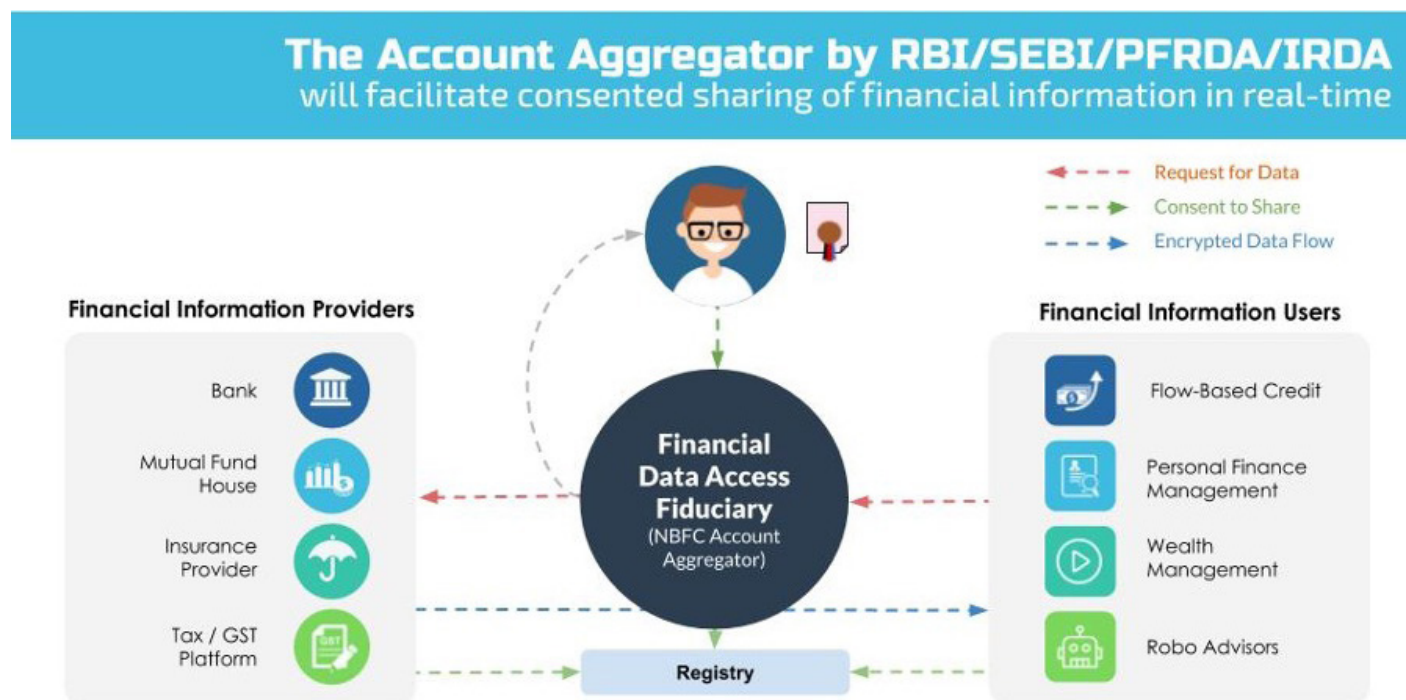 The Account Aggregator by RBI/SEBI/PFRDA/IRDA
will facilitate consented sharing of financial information in real-time
Request for Data
Consent to Share
Encrypted Data Flow
Financial Information Providers
Bank
Mutual Fund
House
Insurance
Provider
Tax / GST
Platform
GST
Financial
Data Access
Fiduciary
(NBFC Account
Aggregator)
Registry
Financial Information Users
Flow-Based Credit
Personal Finance
Management
Wealth
Management
Robo Advisors